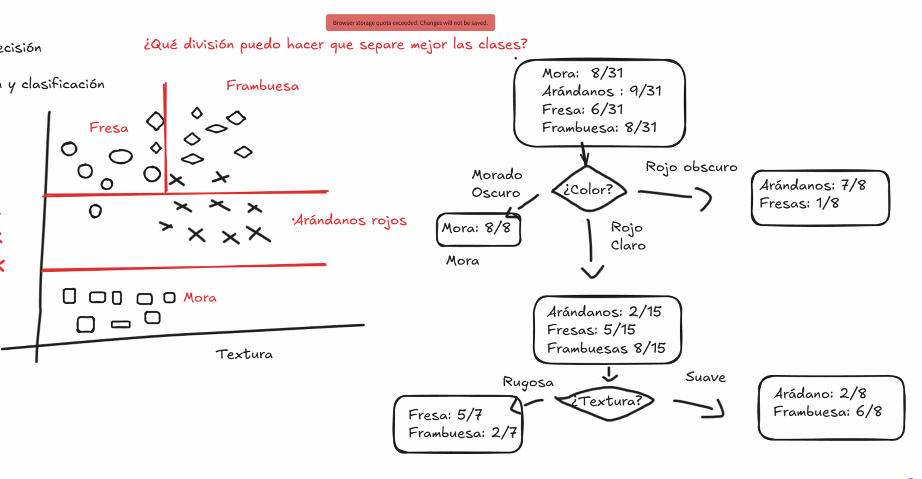 Browser storage quota exceeded. Changes will not be saved.
ecisión
¿Qué división puedo hacer que separe mejor las clases?
n y clasificación
Frambuesa
Fresa
Arándanos rojos
Mora
Textura
Mora: 8/31
Arándanos : 9/31
Fresa: 6/31
Frambuesa: 8/31
¿Color?
Morado
Oscuro
Rojo obscuro
Mora: 8/8
Mora
Rojo
Claro
Arándanos: 7/8
Fresas: 1/8
Arándanos: 2/15
Fresas: 5/15
Frambuesas 8/15
¿Textura?
Rugosa
Suave
Fresa: 5/7
Frambuesa: 2/7
Arádano: 2/8
Frambuesa: 6/8